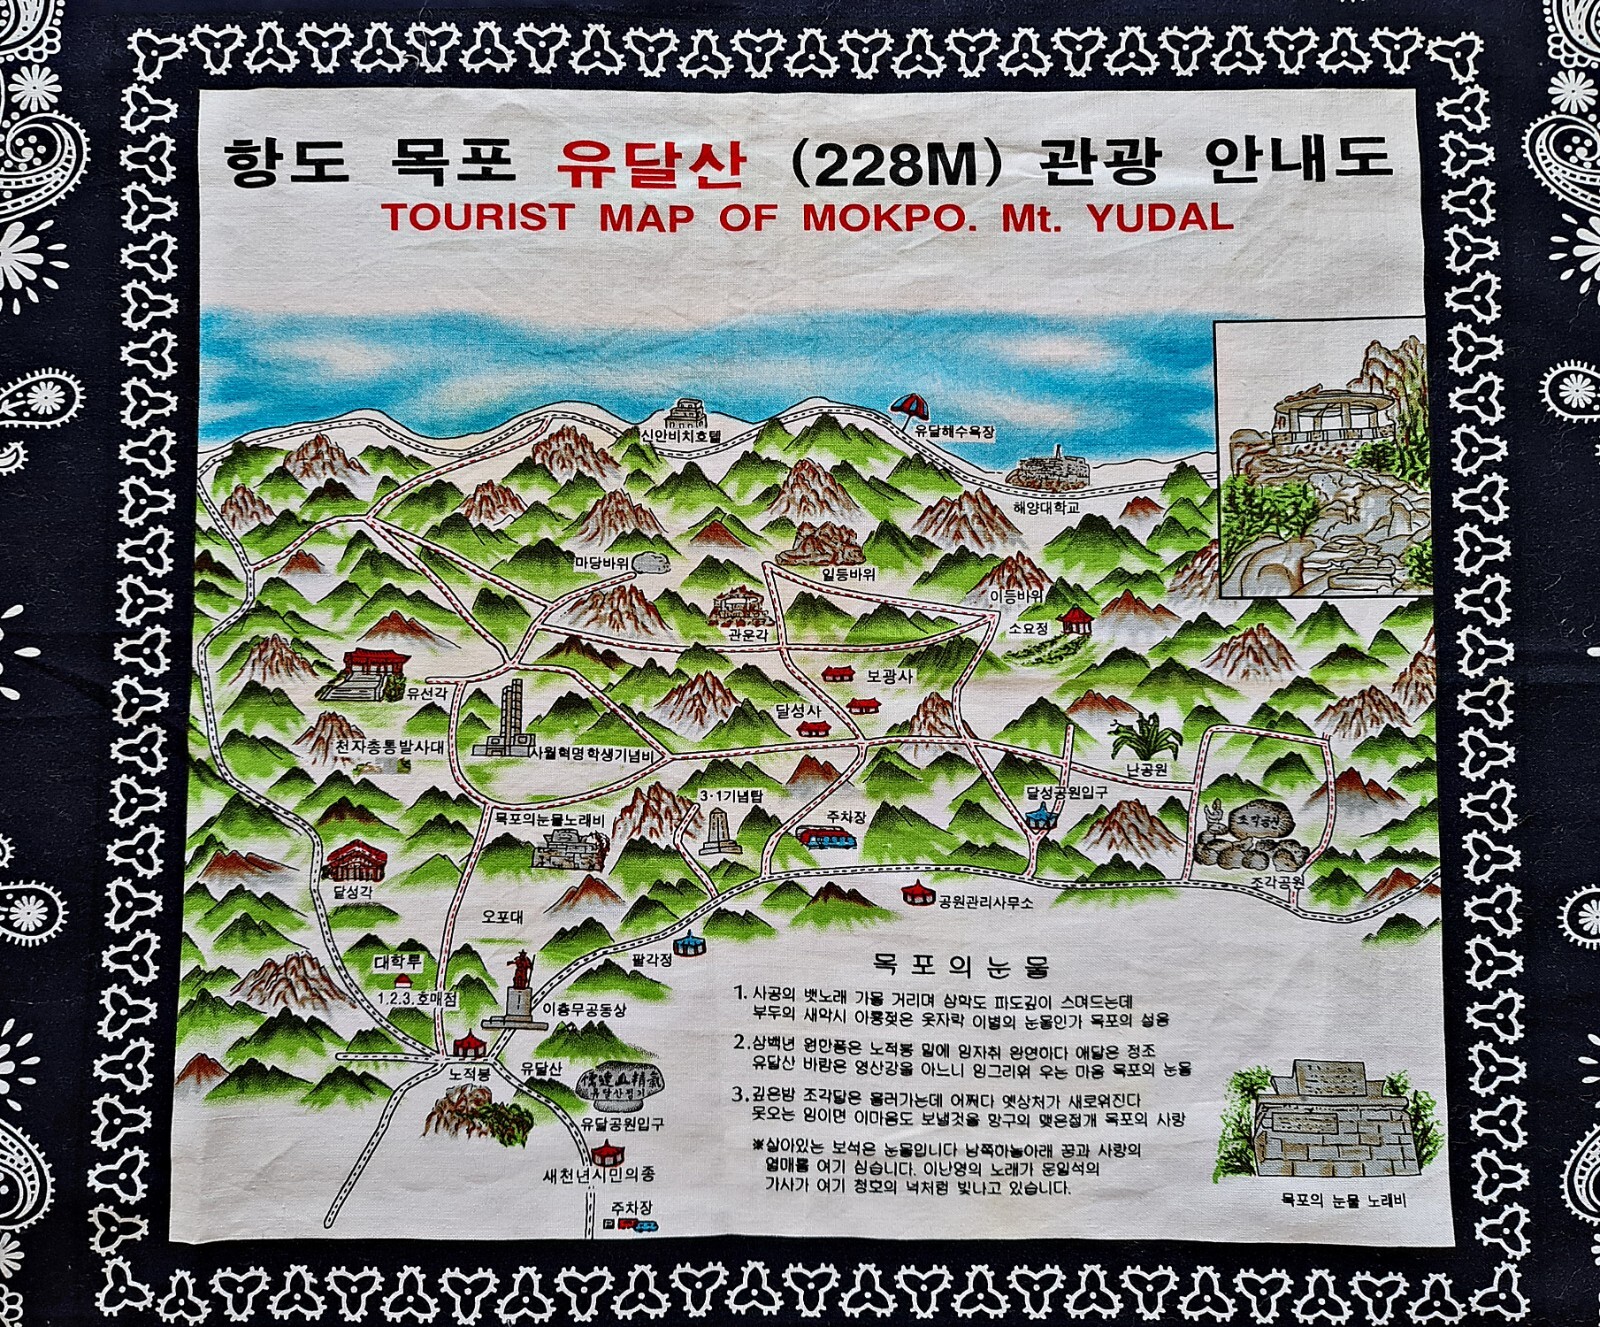 항도 목포 유달산 (228M) 관광 안내도
TOURIST MAP OF MOKPO. Mt. YUDAL
신안비치호텔
유달해수욕장
해양대학교
마당바위
일등바위
이등바위
관운각
소요정
유선각
보광사
달성사
천자총통발사대
사월혁명학생기념비
난공원
달성공원입구
3·1기념탑
목포의눈물노래비
주차장
조각공원
조각공원
달성각
공원관리사무소
오포대
팔각정
대학루
1.2.3.호매점
이충무공동상
노적봉
유달산
儒達山精氣
유달산정기
유달공원입구
새천년시민의종
주차장
P
목포의눈물
1. 사공의 뱃노래 가물 거리며 삼학도 파도깊이 스며드는데
부두의 새악시 아롱젖은 옷자락 이별의 눈물인가 목포의 설움
2. 삼백년 원한품은 노적봉 밑에 임자취 완연하다 애달은 정조
유달산 바람은 영산강을 아느니 임그리워 우는 마음 목포의 눈물
3. 깊은밤 조각달은 흘러가는데 어찌다 옛상처가 새로워진다
못오는 임이면 이마음도 보낼것을 항구의 맺은절개 목포의 사랑
※살아있는 보석은 눈물입니다 남쪽하늘아래 꿈과 사랑의
열매를 여기 심습니다. 이난영의 노래가 문일석의
가사가 여기 청호의 넋처럼 빛나고 있습니다.
목포의 눈물 노래비